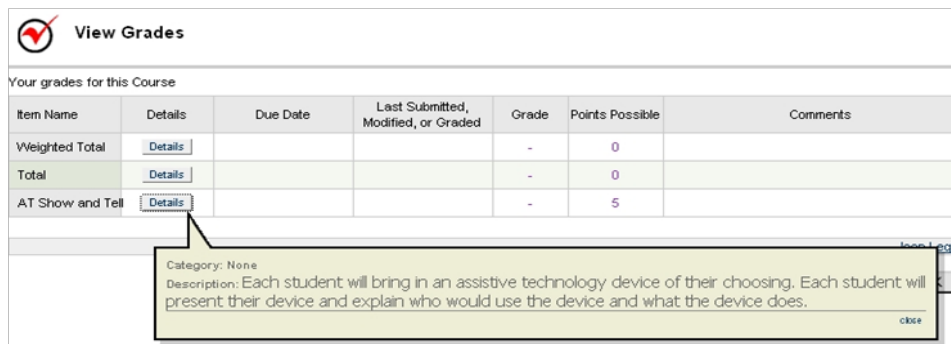 View Grades
Your grades for this Course
Item Name Details Due Date Last Submitted, Modified, or Graded Grade Points Possible Comments
Weighted Total Details - 0
Total Details - 0
AT Show and Tell Details - 5
Category: None
Description: Each student will bring in an assistive technology device of their choosing. Each student will
present their device and explain who would use the device and what the device does.
close